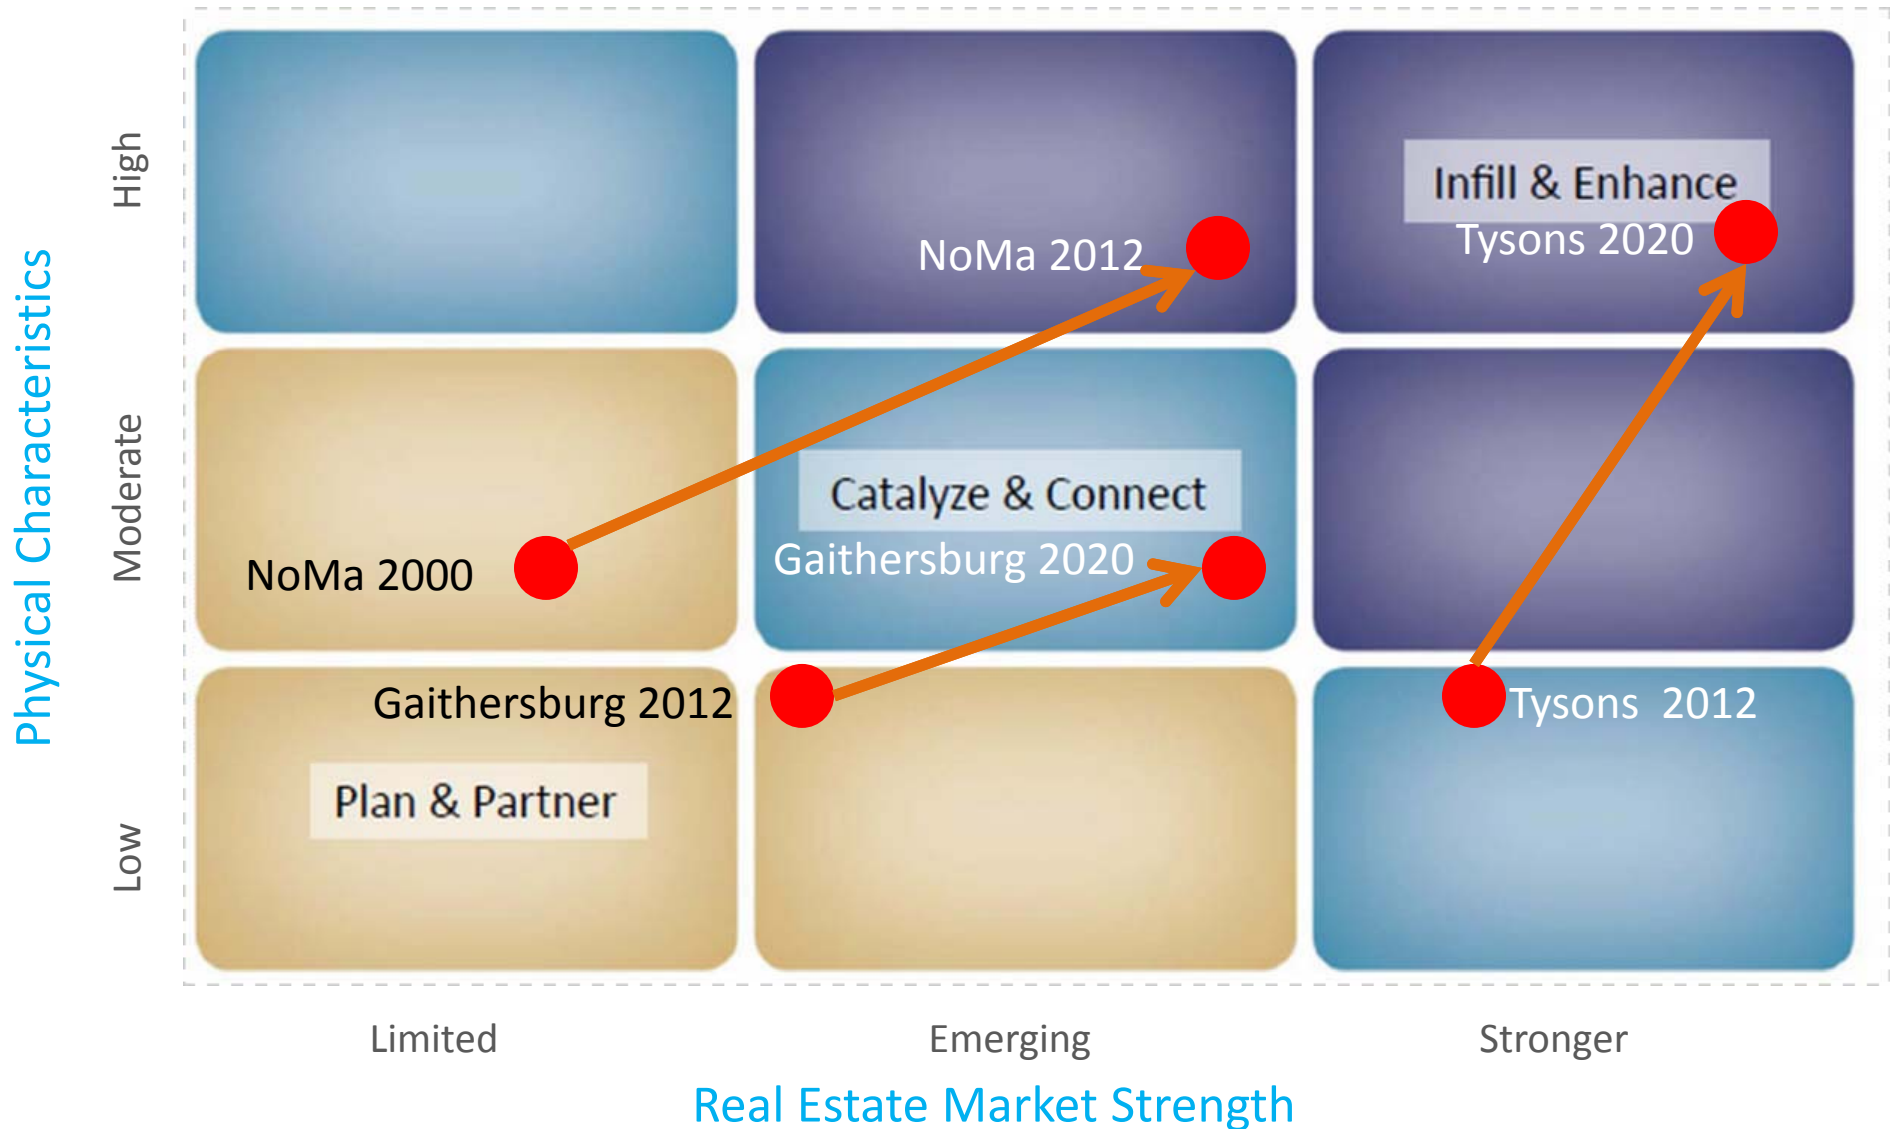 Physical Characteristics
High
Moderate
Low
Infill & Enhance
NoMa 2012
Tysons 2020
Catalyze & Connect
NoMa 2000
Gaithersburg 2020
Gaithersburg 2012
Tysons 2012
Plan & Partner
Limited
Emerging
Stronger
Real Estate Market Strength